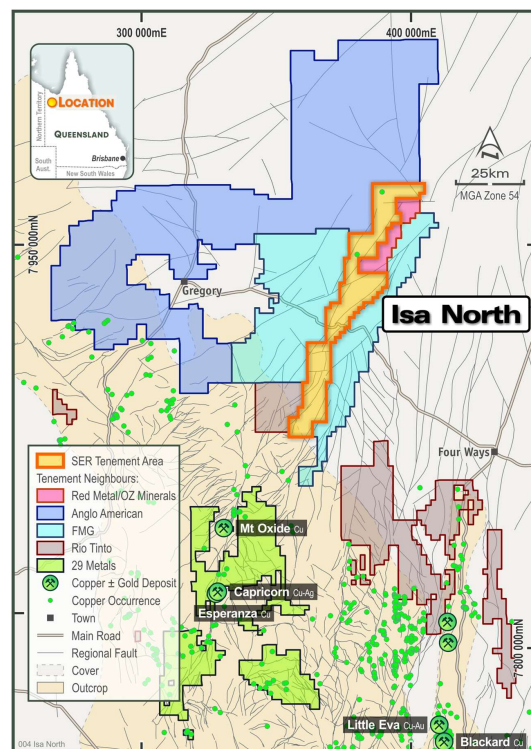 300 000mE
400 000mE
LOCATION
Northern Territory
QUEENSLAND
Brisbane
South Aust.
New South Wales
25km
MGA Zone 54
7 950 000mN
Gregory
Isa North
Four Ways
SER Tenement Area
Tenement Neighbours:
Red Metal/OZ Minerals
Anglo American
FMG
Rio Tinto
29 Metals
Copper ± Gold Deposit
Copper Occurrence
Town
Main Road
Regional Fault
Cover
Outcrop
Mt Oxide Cu
Capricorn Cu-Ag
Esperanza Cu
7 800 000mN
Little Eva Cu-Au
Blackard Cu
004 Isa North